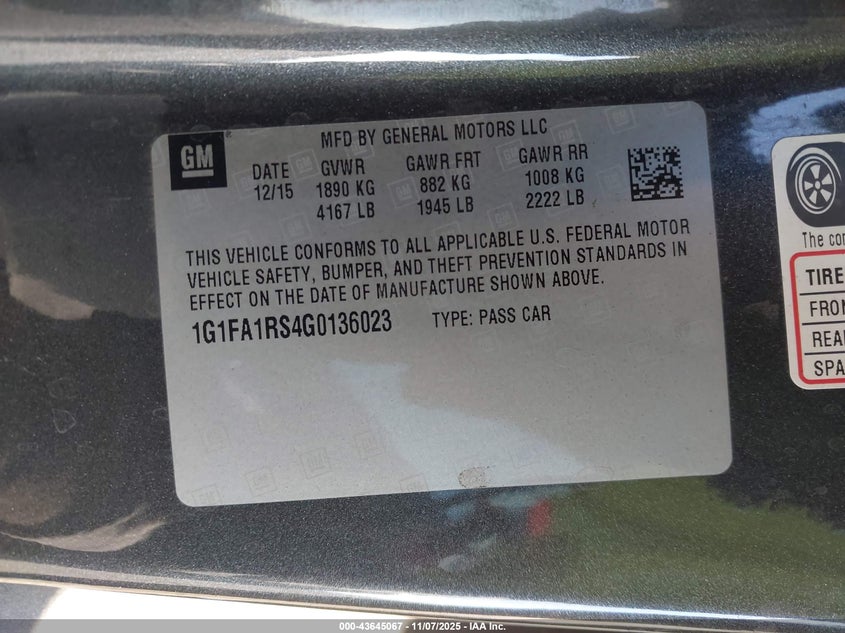 MFD BY GENERAL MOTORS LLC
GM
DATE GVWR GAWR FRT GAWR RR
12/15 1890 KG 882 KG 1008 KG
4167 LB 1945 LB 2222 LB
THIS VEHICLE CONFORMS TO ALL APPLICABLE U.S. FEDERAL MOTOR
VEHICLE SAFETY, BUMPER, AND THEFT PREVENTION STANDARDS IN
EFFECT ON THE DATE OF MANUFACTURE SHOWN ABOVE.
1G1FA1RS4G0136023 TYPE: PASS CAR
The con
TIRE
FRON
REA
SPA
000-43645067 - 11/07/2025 - IAA Inc.